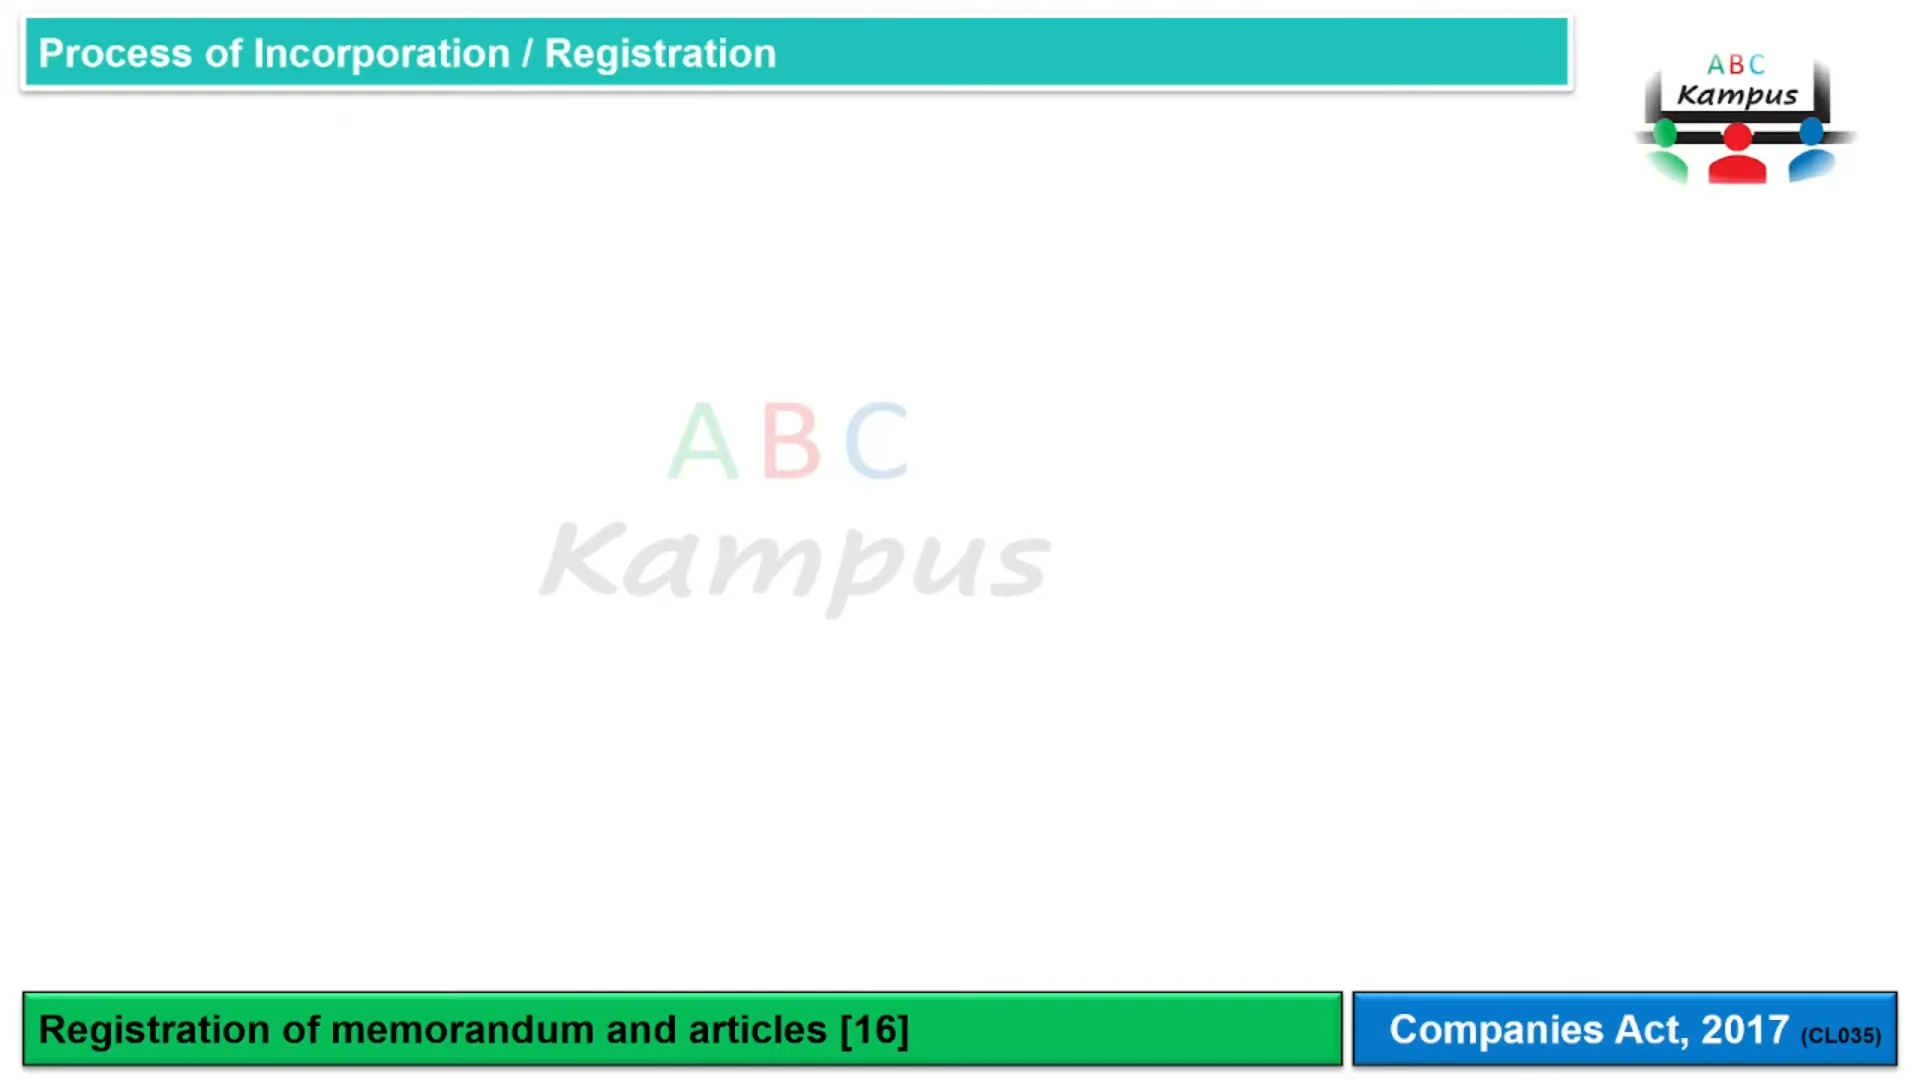 Process of Incorporation / Registration
ABC
Kampus
ABC
Kampus
Registration of memorandum and articles [16]
Companies Act, 2017 (CL035)